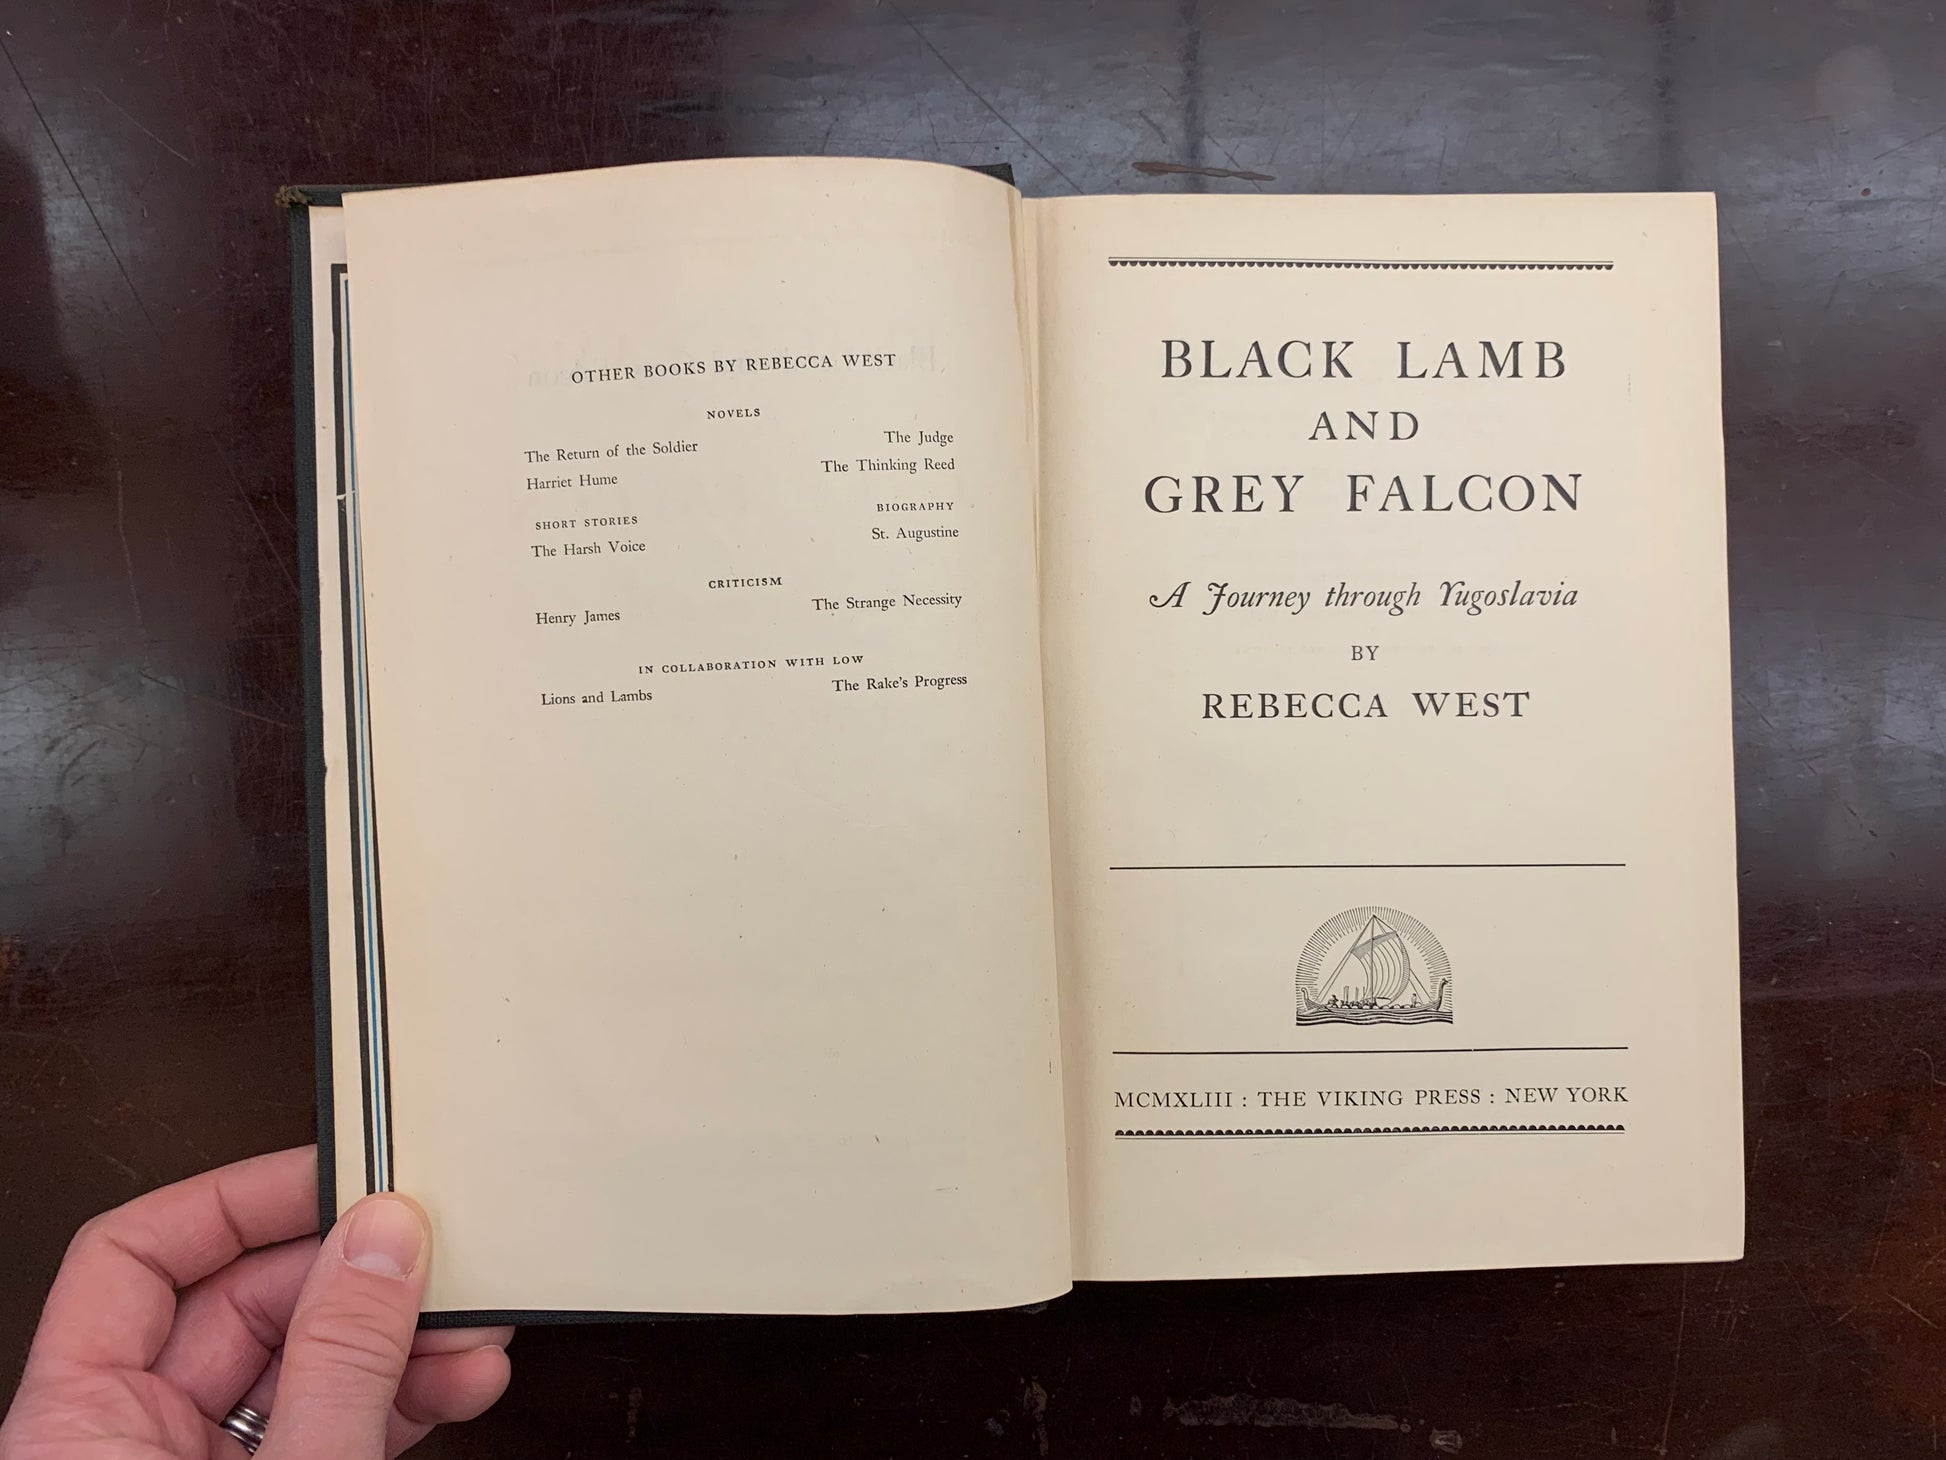 OTHER BOOKS BY REBECCA WEST
NOVELS
The Return of the Soldier The Judge
Harriet Hume The Thinking Reed
SHORT STORIES BIOGRAPHY
The Harsh Voice St. Augustine
CRITICISM
Henry James The Strange Necessity
IN COLLABORATION WITH LOW
Lions and Lambs The Rake's Progress
BLACK LAMB
AND
GREY FALCON
A Journey through Yugoslavia
BY
REBECCA WEST
MCMXLIII : THE VIKING PRESS : NEW YORK